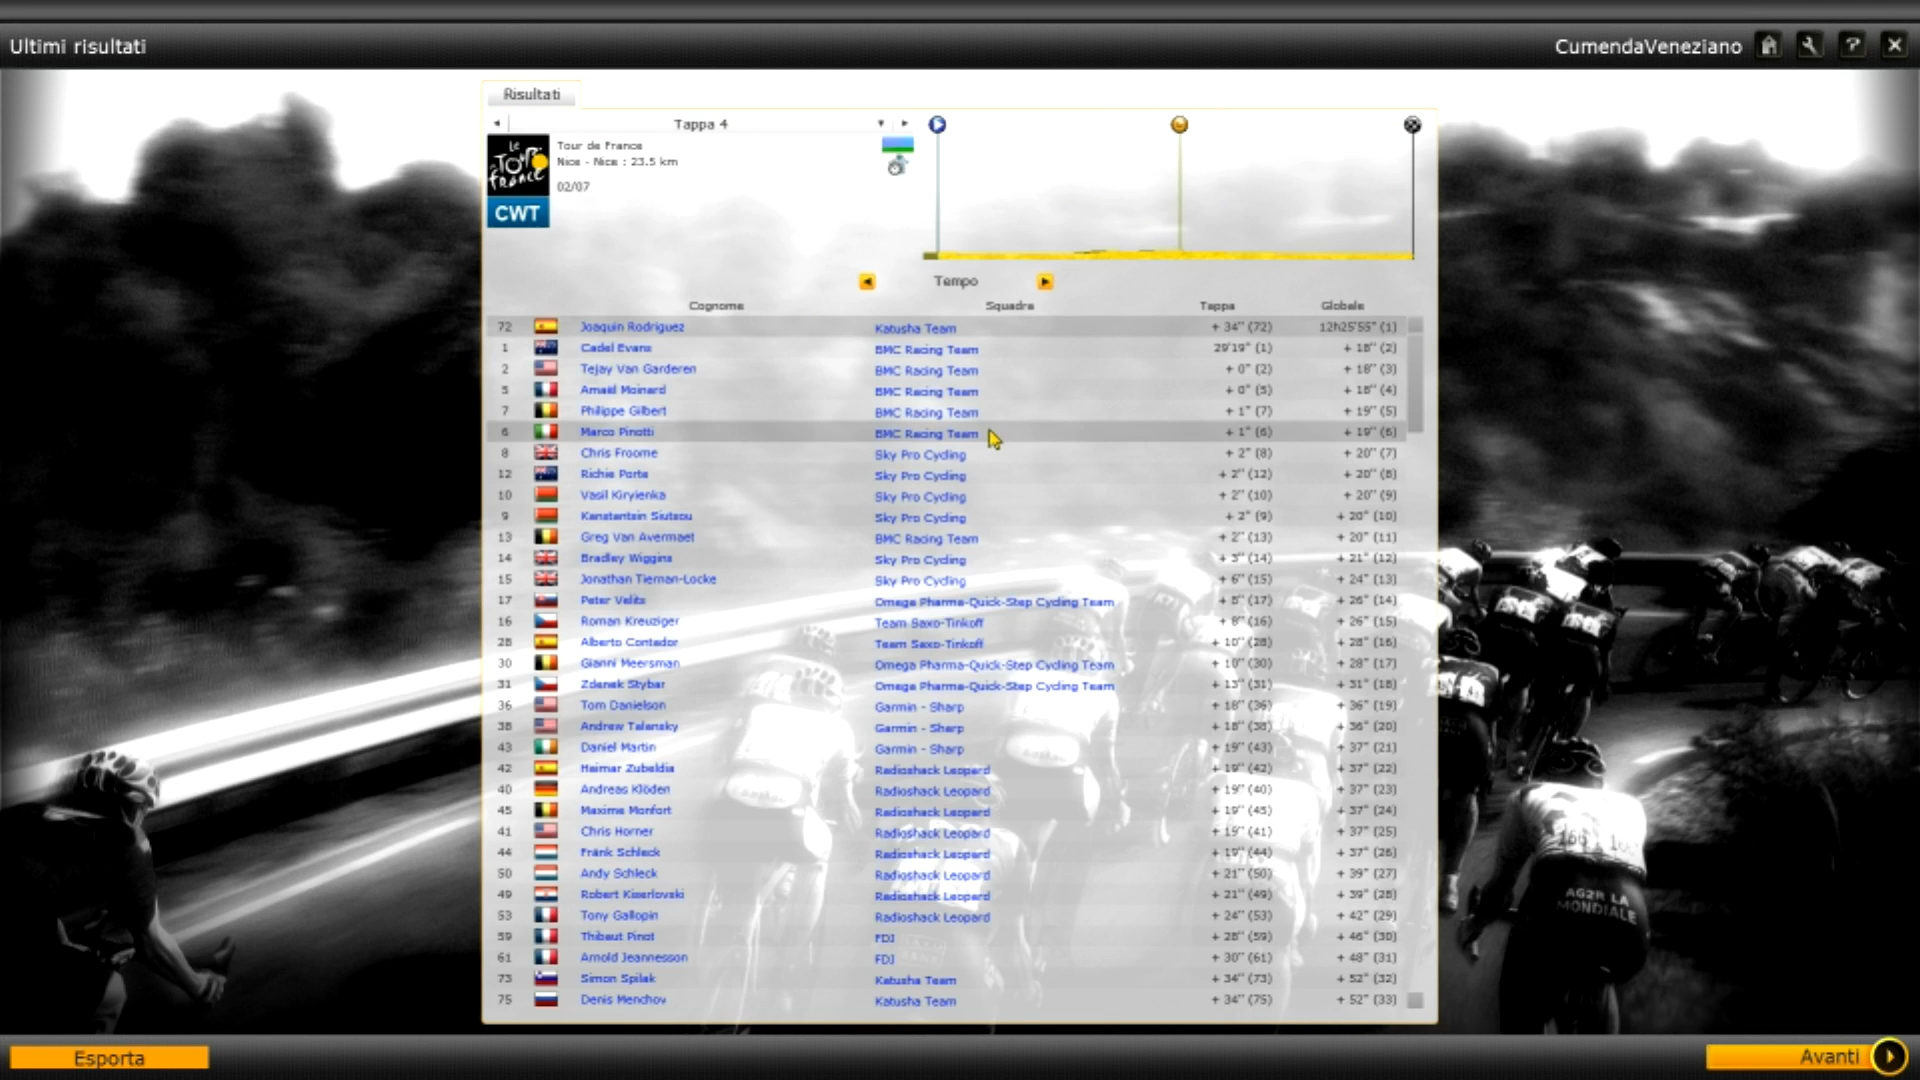 Ultimi risultati
CumendaVeneziano
Risultati
Tappa 4
le Tour de France
Tour de France
Nice - Nice : 23.5 km
02/07
CWT
Tempo
Cognome Squadre Tappa Globale
72 Joaquin Rodriguez Katusha Team + 34'' (72) 12h25'55'' (1)
1 Cadel Evans BMC Racing Team 29'19'' (1) + 18'' (2)
2 Tejay Van Garderen BMC Racing Team + 0'' (2) + 18'' (3)
5 Amaël Moinard BMC Racing Team + 0'' (5) + 18'' (4)
7 Philippe Gilbert BMC Racing Team + 1'' (7) + 19'' (5)
6 Marco Pinotti BMC Racing Team + 1'' (6) + 19'' (6)
8 Chris Froome Sky Pro Cycling + 2'' (8) + 20'' (7)
12 Richie Porte Sky Pro Cycling + 2'' (12) + 20'' (8)
10 Vasil Kiryienka Sky Pro Cycling + 2'' (10) + 20'' (9)
9 Kanstantsin Siutsou Sky Pro Cycling + 2'' (9) + 20'' (10)
13 Greg Van Avermaet BMC Racing Team + 2'' (13) + 20'' (11)
14 Bradley Wiggins Sky Pro Cycling + 3'' (14) + 21'' (12)
15 Jonathan Tiernan-Locke Sky Pro Cycling + 6'' (15) + 24'' (13)
17 Peter Velits Omega Pharma-Quick-Step Cycling Team + 8'' (17) + 26'' (14)
16 Roman Kreuziger Team Saxo-Tinkoff + 8'' (16) + 26'' (15)
28 Alberto Contador Team Saxo-Tinkoff + 10'' (28) + 28'' (16)
30 Gianni Meersman Omega Pharma-Quick-Step Cycling Team + 10'' (30) + 28'' (17)
31 Zdenek Stybar Omega Pharma-Quick-Step Cycling Team + 13'' (31) + 31'' (18)
36 Tom Danielson Garmin - Sharp + 18'' (36) + 36'' (19)
38 Andrew Talansky Garmin - Sharp + 18'' (38) + 36'' (20)
43 Daniel Martin Garmin - Sharp + 19'' (43) + 37'' (21)
42 Haimar Zubeldia Radioshack Leopard + 19'' (42) + 37'' (22)
40 Andreas Klöden Radioshack Leopard + 19'' (40) + 37'' (23)
45 Maxime Monfort Radioshack Leopard + 19'' (45) + 37'' (24)
41 Chris Horner Radioshack Leopard + 19'' (41) + 37'' (25)
44 Fränk Schleck Radioshack Leopard + 19'' (44) + 37'' (26)
50 Andy Schleck Radioshack Leopard + 21'' (50) + 39'' (27)
49 Robert Kiserlovski Radioshack Leopard + 21'' (49) + 39'' (28)
53 Tony Gallopin Radioshack Leopard + 24'' (53) + 42'' (29)
59 Thibaut Pinot FDJ + 28'' (59) + 46'' (30)
61 Arnold Jeannesson FDJ + 30'' (61) + 48'' (31)
73 Simon Spilak Katusha Team + 34'' (73) + 52'' (32)
75 Denis Menchov Katusha Team + 34'' (75) + 52'' (33)
166
AG2R LA
MONDIALE
Esporta
Avanti